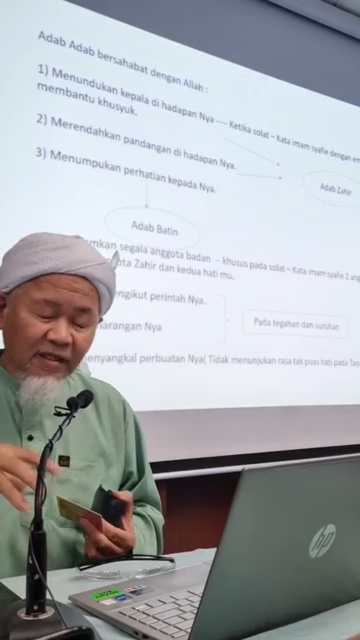 Adab Adab bersahabat dengan Allah :
1) Menundukan kepala di hadapan Nya ---- Ketika solat – Kata imam syafie dengan
membantu khusyuk.
2) Merendahkan pandangan di hadapan Nya.
3) Menumpukan perhatian kepada Nya.
Adab Zahir
Adab Batin
segala anggota badan -- khusus pada solat – Kata imam syafie 2
Zahir dan kedua hati mu.
perintah Nya.
Nya
Pada tegahan dan suruhan
perbuatan Nya( Tidak menunjukan rasa tak puas hati pada
hp